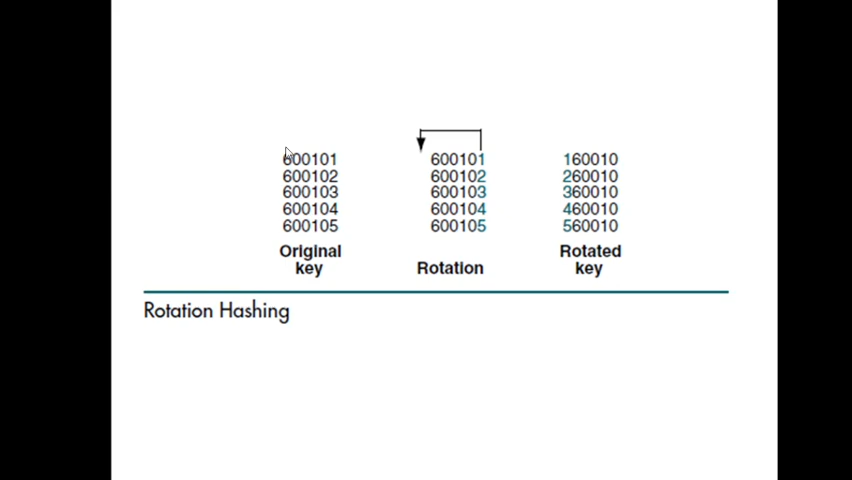 600101 600101 160010
600102 600102 260010
600103 600103 360010
600104 600104 460010
600105 600105 560010
Original Rotated
key Rotation key
Rotation Hashing